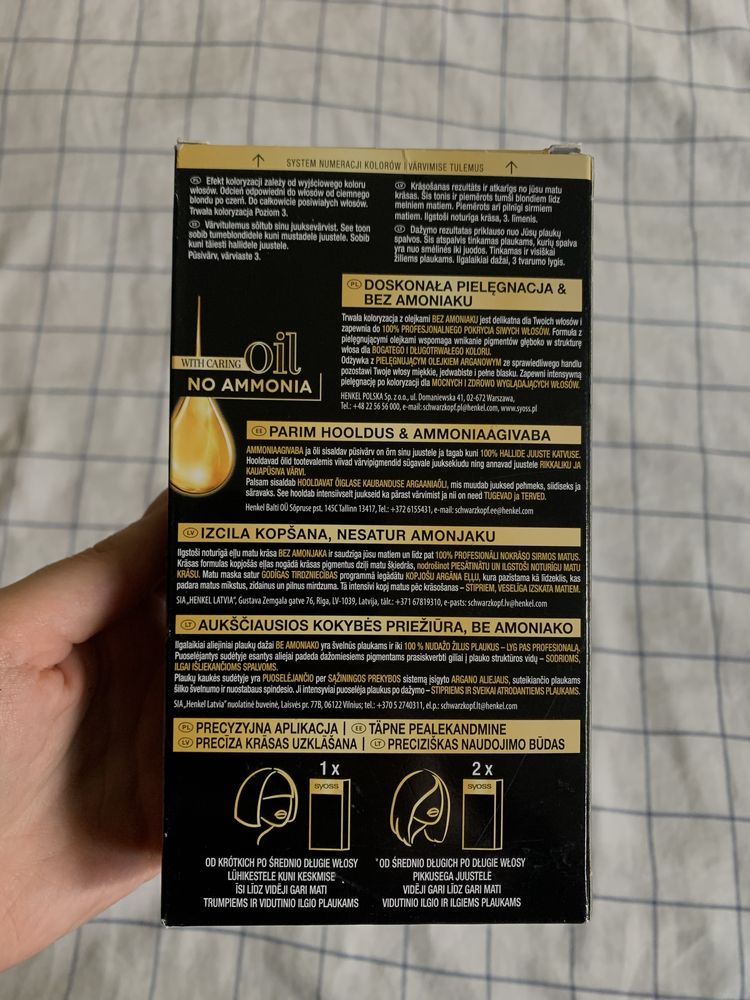 ↑ SYSTEM NUMERACJI KOLORÓW | VÄRVIMISE TULEMUS ↑
PL Efekt koloryzacji zależy od wyjściowego koloru
włosów. Odcień odpowiedni do włosów od ciemnego
blondu po czerń. Do całkowicie posiwiałych włosów.
Trwała koloryzacja Poziom 3.
EE Värvitulemus sõltub sinu juuksevärvist. See toon
sobib tumeblondidele kuni mustadele juustele. Sobib
kuni täiesti hallidele juustele.
Püsivärv, värviaste 3.
LV Krāsošanas rezultāts ir atkarīgs no jūsu matu
krāsas. Šis tonis ir piemērots tumši blondiem līdz
melniem matiem. Piemērots arī pilnīgi sirmiem
matiem. Ilgstoši noturīga krāsa, 3. līmenis.
LT Dažymo rezultatas priklauso nuo Jūsų plaukų
spalvos. Šis atspalvis tinkamas plaukams, kurių spalva
yra nuo smėlinės iki juodos. Tinkamas ir visiškai
žiliems plaukams. Ilgalaikiai dažai, 3 tvarumo lygis.
WITH CARING oil
NO AMMONIA
PL DOSKONAŁA PIELĘGNACJA &
BEZ AMONIAKU
Trwała koloryzacja z olejkami BEZ AMONIAKU jest delikatna dla Twoich włosów i
zapewnia do 100% PROFESJONALNEGO POKRYCIA SIWYCH WŁOSÓW. Formuła z
pielęgnującymi olejkami wspomaga wnikanie pigmentów głęboko w strukturę
włosa dla BOGATEGO I DŁUGOTRWAŁEGO KOLORU.
Odżywka z PIELĘGNUJĄCYM OLEJKIEM ARGANOWYM ze sprawiedliwego handlu
pozostawi Twoje włosy miękkie, jedwabiste i pełne blasku. Zapewni intensywną
pielęgnację po koloryzacji dla MOCNYCH I ZDROWO WYGLĄDAJĄCYCH WŁOSÓW.
HENKEL POLSKA Sp. z o.o., ul. Domaniewska 41, 02-672 Warszawa,
Tel.: +48 22 56 56 000, e-mail: schwarzkopf.pl@henkel.com, www.syoss.pl
EE PARIM HOOLDUS & AMMONIAAGIVABA
AMMONIAAGIVABA ja õli sisaldav püsivärv on õrn sinu juustele ja tagab kuni 100% HALLIDE JUUSTE KATVUSE.
Hooldavad õlid tootevalemis viivad värvipigmendid sügavale juuksekiudu ning annavad juustele RIKKALIKU JA
KAUAPÜSIVA VÄRVI.
Palsam sisaldab HOOLDAVAT ÕIGLASE KAUBANDUSE ARGAANIAÕLI, mis muudab juuksed pehmeks, siidiseks ja
säravaks. See hooldab intensiivselt juukseid ka pärast värvimist ja nii on need TUGEVAD ja TERVED.
Henkel Balti OÜ Sõpruse pst. 145C Tallinn 13417, Tel.: +372 6155431, e-mail: schwarzkopf.ee@henkel.com
LV IZCILA KOPŠANA, NESATUR AMONJAKU
Ilgstoši noturīgā eļļu matu krāsa BEZ AMONJAKA ir saudzīga jūsu matiem un līdz pat 100% PROFESIONĀLI NOKRĀSO SIRMOS MATUS.
Krāsas formulas kopjošās eļļas nogādā krāsas pigmentus dziļi matu šķiedrās, nodrošinot PIESĀTINĀTU UN ILGSTOŠI NOTURĪGU MATU
KRĀSU. Matu maska satur GODĪGAS TIRDZNIECĪBAS programmā iegādātu KOPJOŠU ARGANA EĻĻU, kura pazīstama kā līdzeklis, kas
padara matus mīkstus, zīdainus un pilnus mirdzuma. Tā intensīvi kopj matus pēc krāsošanas – STIPRIEM, VESELĪGA IZSKATA MATIEM.
SIA „HENKEL LATVIA”, Gustava Zemgala gatve 76, Rīga, LV-1039, Latvija, tālr.: +371 67819310, e-pasts: schwarzkopf.lv@henkel.com
LT AUKŠČIAUSIOS KOKYBĖS PRIEŽIŪRA, BE AMONIAKO
Ilgalaikiai aliejiniai plaukų dažai BE AMONIAKO yra švelnūs plaukams ir iki 100 % NUDAŽO ŽILUS PLAUKUS – LYG PAS PROFESIONALĄ.
Puoselėjantys sudėtyje esantys aliejai padeda dažomiesiems pigmentams prasiskverbti giliai į plauko struktūros vidų – SODRIOMS,
ILGAI IŠLIEKANČIOMS SPALVOMS.
Plaukų kaukės sudėtyje yra PUOSELĖJANČIO per SĄŽININGOS PREKYBOS sistemą įsigyto ARGANO ALIEJAUS, suteikiančio plaukams
šilko švelnumo ir nuostabaus spindesio. Ji intensyviai puoselėja plaukus po dažymo – STIPRIEMS IR SVEIKAI ATRODANTIEMS PLAUKAMS.
SIA „Henkel Latvia” nuolatinė buveinė, Laisvės pr. 77B, 06122 Vilnius; tel.: +370 5 2740331, el.p.: schwarzkopf.lt@henkel.com
PL PRECYZYJNA APLIKACJA | EE TÄPNE PEALEKANDMINE
LV PRECĪZA KRĀSAS UZKLĀŠANA | LT PRECIZIŠKAS NAUDOJIMO BŪDAS
1 x
syoss
2 x
syoss
OD KRÓTKICH PO ŚREDNIO DŁUGIE WŁOSY
LÜHIKESTELE KUNI KESKMISE
ĪSI LĪDZ VIDĒJI GARI MATI
TRUMPIEMS IR VIDUTINIO ILGIO PLAUKAMS
*OD ŚREDNIO DŁUGICH PO DŁUGIE WŁOSY
PIKKUSEGA JUUSTELE
VIDĒJI GARI LĪDZ GARI MATI
VIDUTINIO ILGIO IR ILGIEMS PLAUKAMS